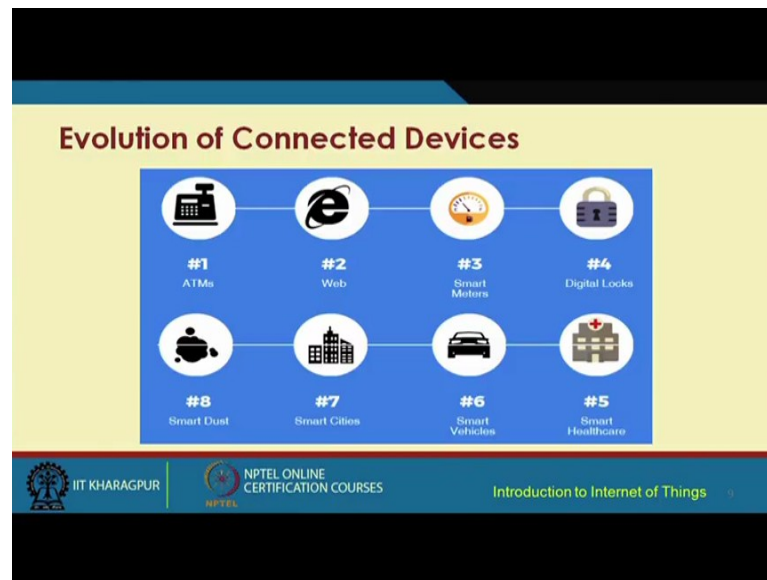 Evolution of Connected Devices
#1
ATMs
#2
Web
#3
Smart
Meters
#4
Digital Locks
#8
Smart Dust
#7
Smart Cities
#6
Smart
Vehicles
#5
Smart
Healthcare
IIT KHARAGPUR
NPTEL
NPTEL ONLINE
CERTIFICATION COURSES
Introduction to Internet of Things
9